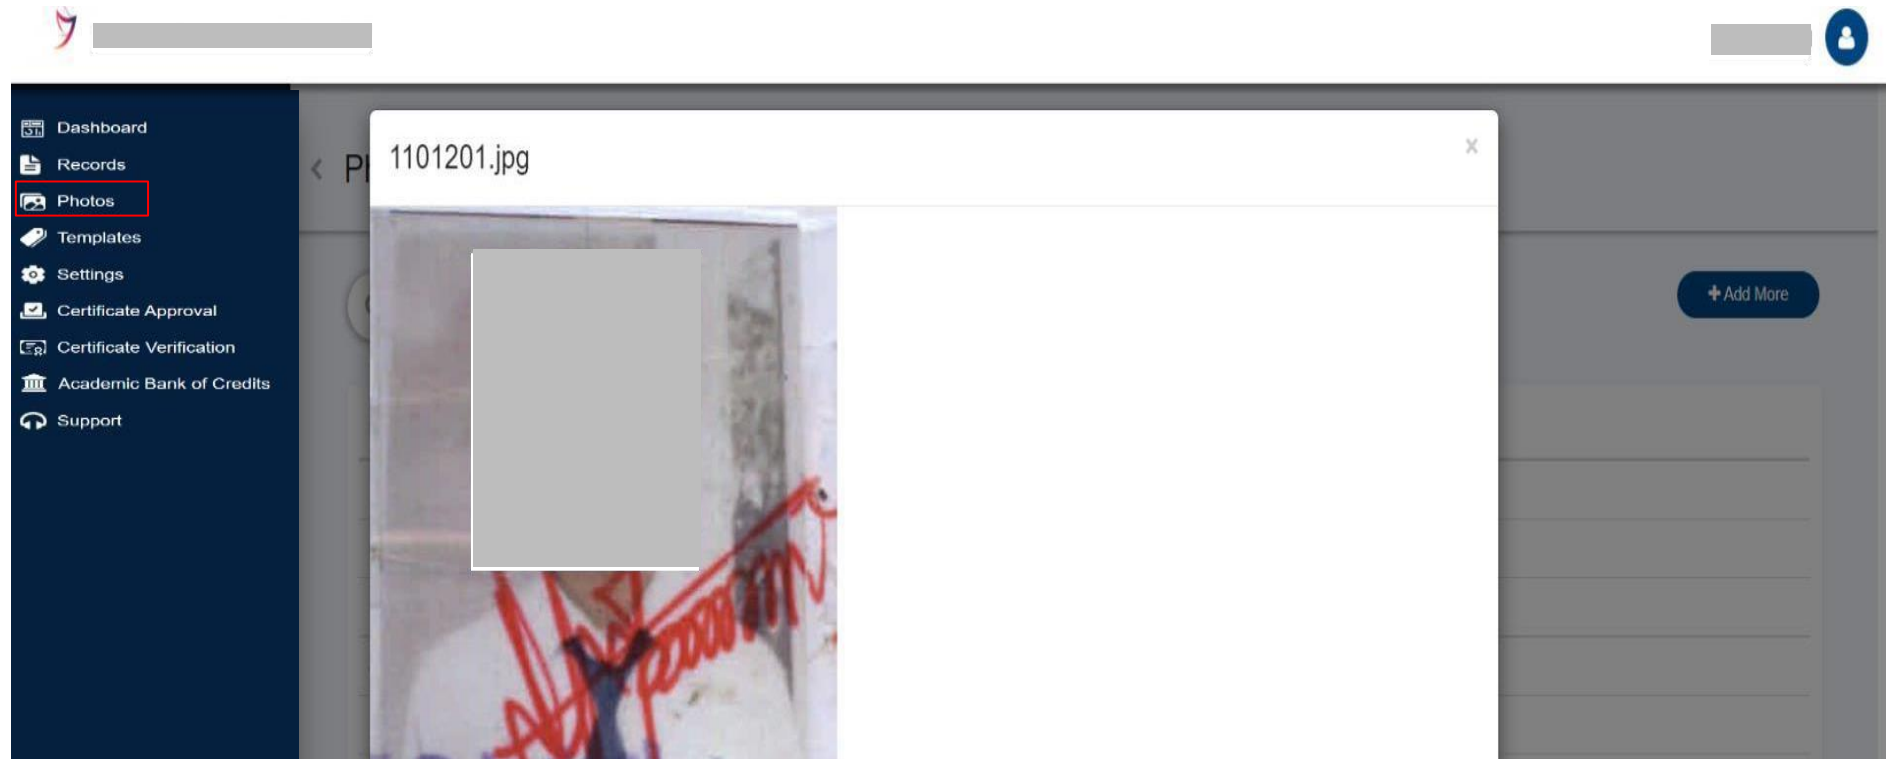 Dashboard
Records
Photos
Templates
Settings
Certificate Approval
Certificate Verification
Academic Bank of Credits
Support
1101201.jpg
x
+ Add More